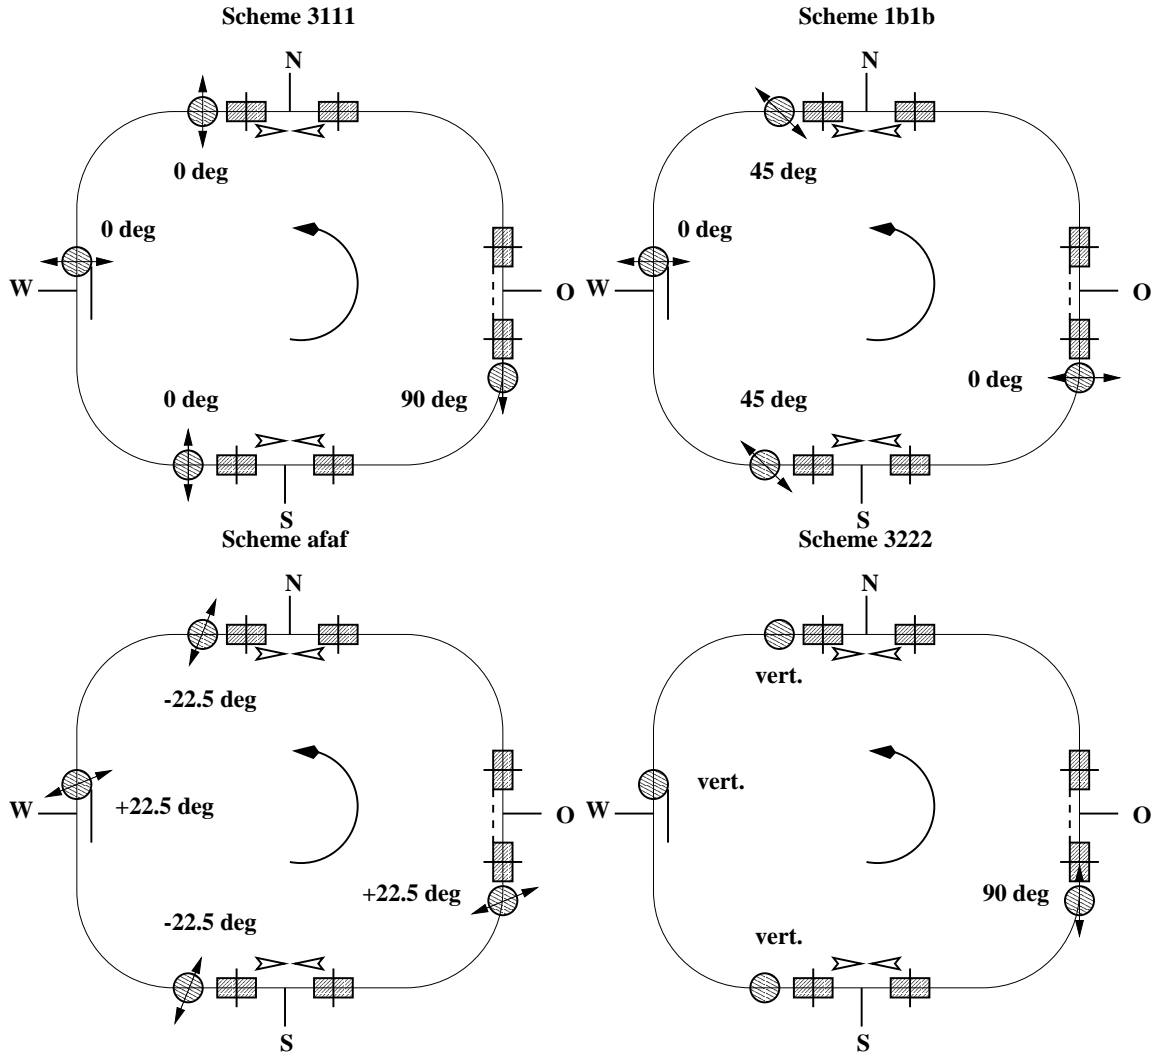 Scheme 3111
N
0 deg
0 deg
W
O
0 deg
90 deg
S
Scheme 1b1b
N
45 deg
0 deg
W
O
0 deg
45 deg
S
Scheme afaf
N
-22.5 deg
W
+22.5 deg
O
+22.5 deg
-22.5 deg
S
Scheme 3222
N
vert.
vert.
W
O
90 deg
vert.
S